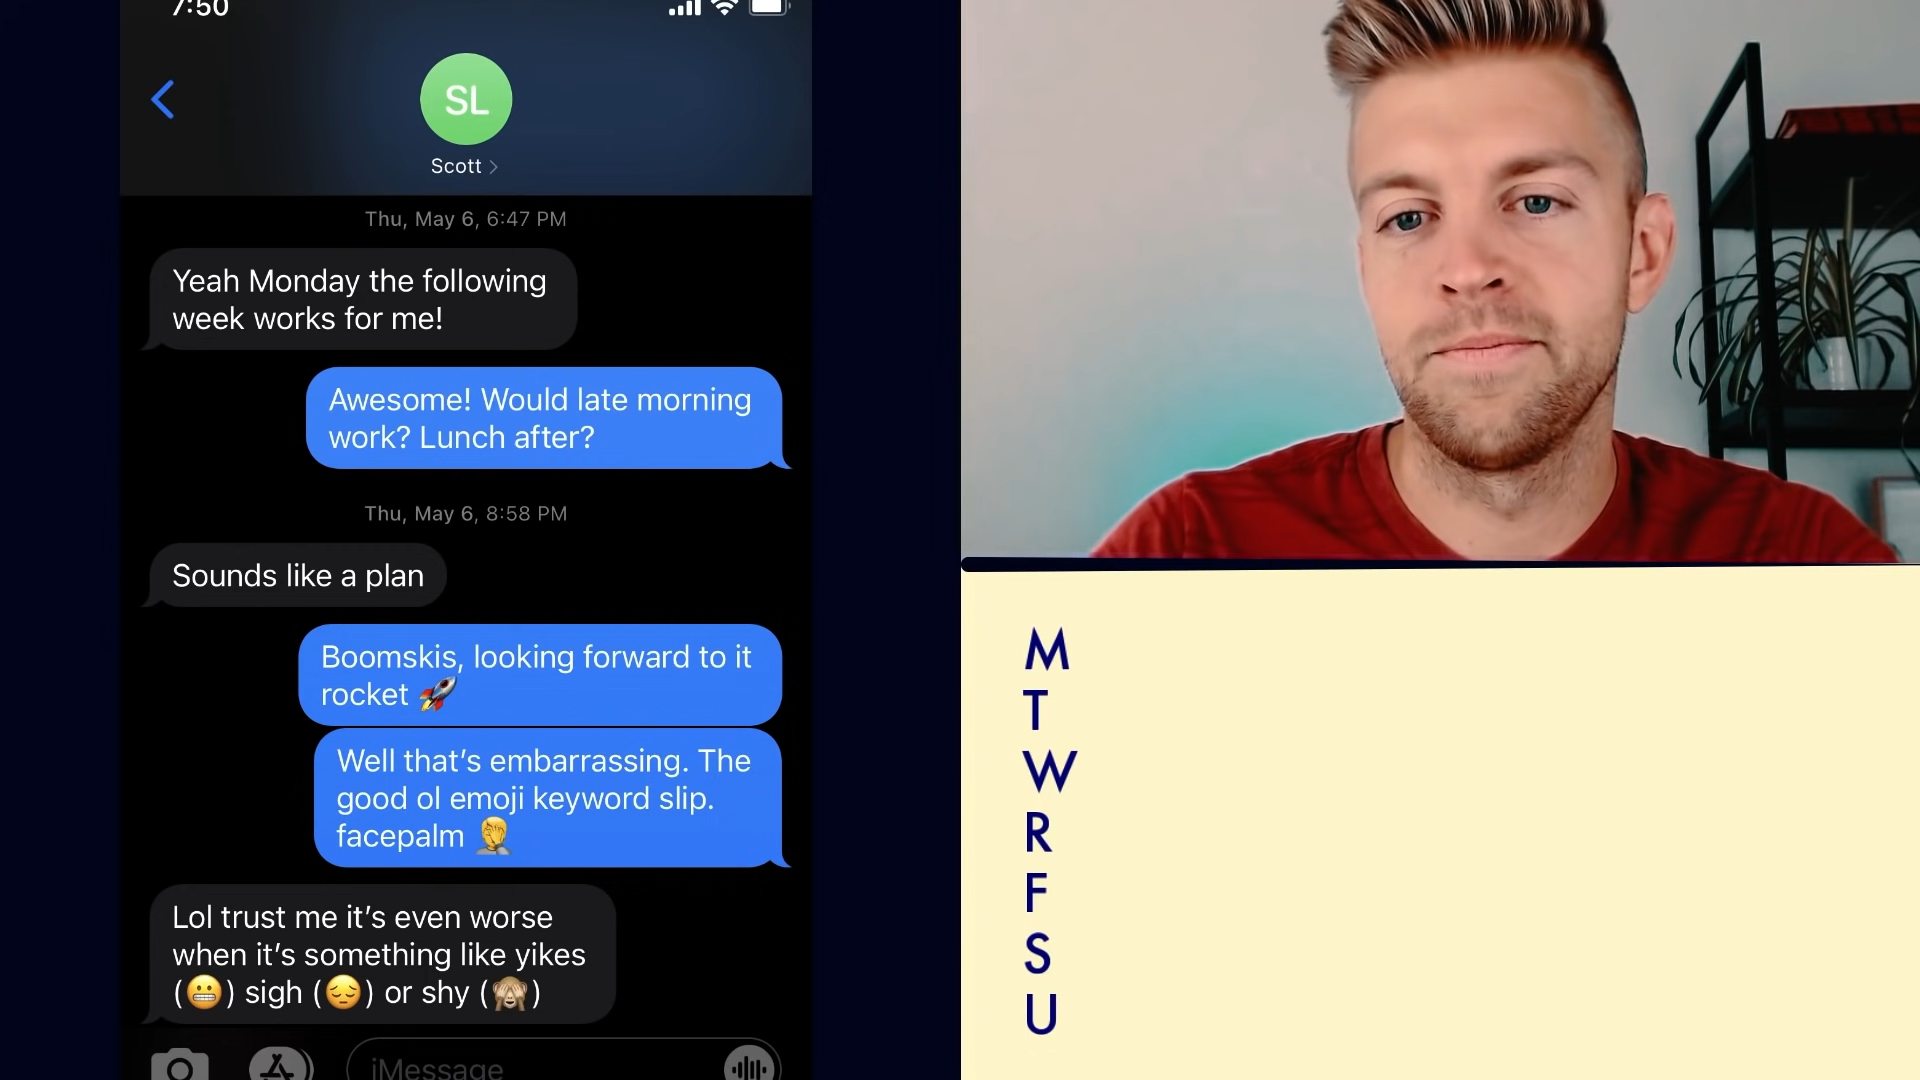 7:50
SL
Scott
Thu, May 6, 6:47 PM
Yeah Monday the following
week works for me!
Awesome! Would late morning
work? Lunch after?
Thu, May 6, 8:58 PM
Sounds like a plan
Boomskis, looking forward to it
rocket 🚀
Well that’s embarrassing. The
good ol emoji keyword slip.
facepalm 🤦
Lol trust me it’s even worse
when it’s something like yikes
(😬) sigh (😔) or shy (🙈)
iMessage
M
T
W
R
F
S
U